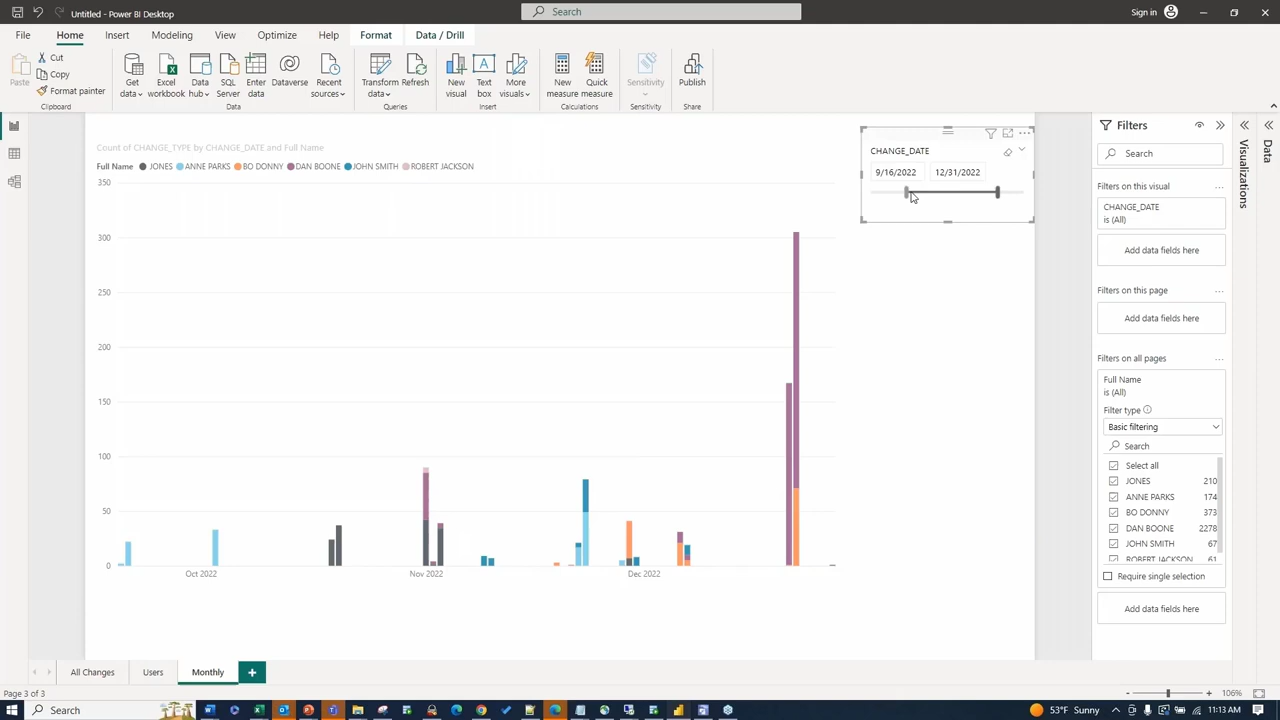 Untitled - Power BI Desktop
Search
Sign in
File
Home
Insert
Modeling
View
Optimize
Help
Format
Data / Drill
Paste
Cut
Copy
Format painter
Clipboard
Get data
Excel workbook
Data hub
SQL Server
Enter data
Dataverse
Recent sources
Data
Transform data
Refresh
Queries
New visual
Text box
More visuals
Insert
New measure
Quick measure
Calculations
Sensitivity
Sensitivity
Publish
Share
Count of CHANGE_TYPE by CHANGE_DATE and Full Name
Full Name JONES ANNE PARKS BO DONNY DAN BOONE JOHN SMITH ROBERT JACKSON
350
300
250
200
150
100
50
0
Oct 2022
Nov 2022
Dec 2022
CHANGE_DATE
9/16/2022
12/31/2022
Filters
Search
Filters on this visual
CHANGE_DATE
is (All)
Add data fields here
Filters on this page
Add data fields here
Filters on all pages
Full Name
is (All)
Filter type
Basic filtering
Search
Select all
JONES 210
ANNE PARKS 174
BO DONNY 373
DAN BOONE 2278
JOHN SMITH 67
ROBERT JACKSON 61
Require single selection
Add data fields here
Visualizations
Data
All Changes
Users
Monthly
Page 3 of 3
106%
Search
53°F Sunny
11:13 AM